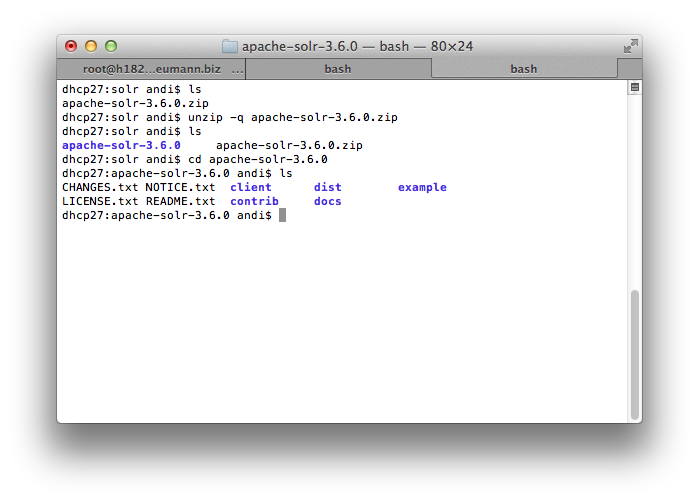 apache-solr-3.6.0 — bash — 80×24
root@h182...eumann.biz ... bash bash
dhcp27:solr andi$ ls
apache-solr-3.6.0.zip
dhcp27:solr andi$ unzip -q apache-solr-3.6.0.zip
dhcp27:solr andi$ ls
apache-solr-3.6.0 apache-solr-3.6.0.zip
dhcp27:solr andi$ cd apache-solr-3.6.0
dhcp27:apache-solr-3.6.0 andi$ ls
CHANGES.txt NOTICE.txt client dist example
LICENSE.txt README.txt contrib docs
dhcp27:apache-solr-3.6.0 andi$